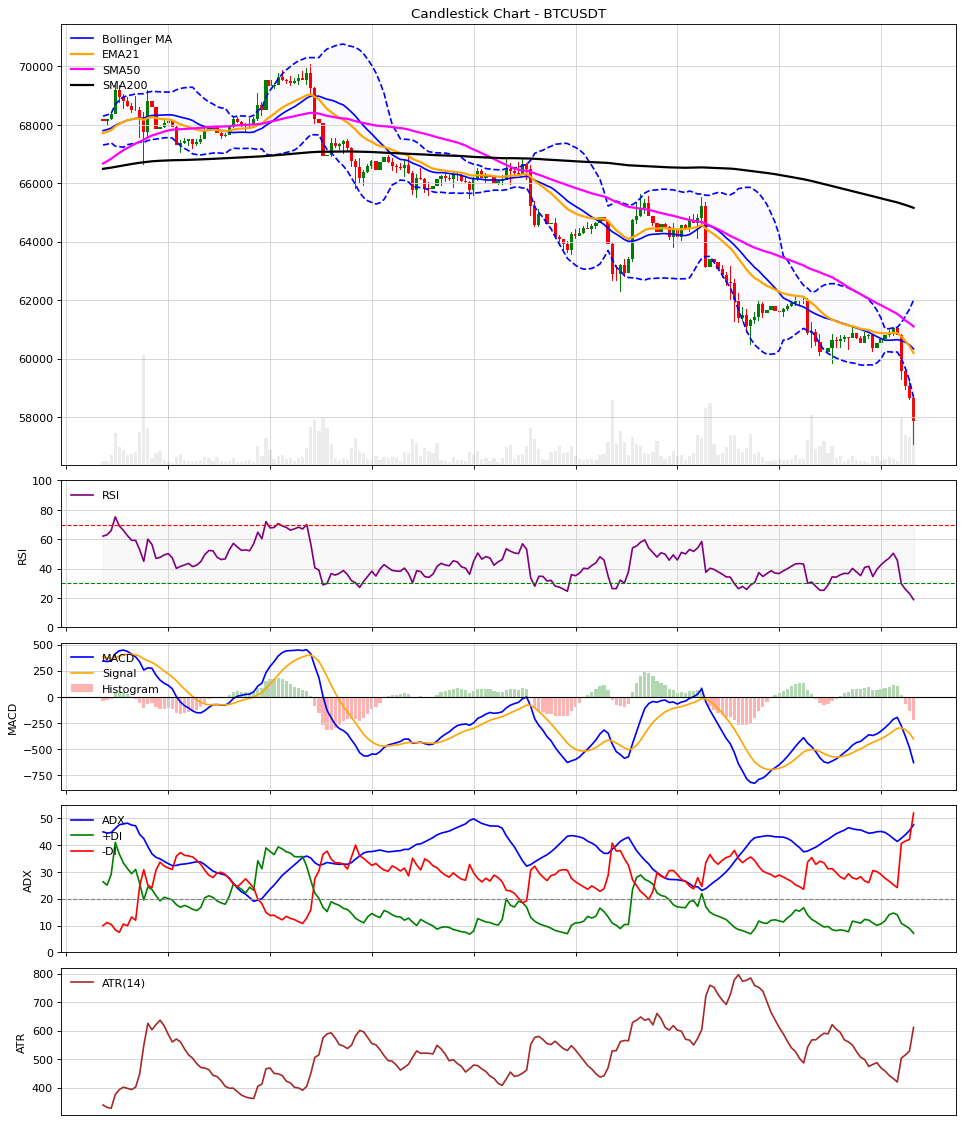 Candlestick Chart - BTCUSDT
Bollinger MA
EMA21
SMA50
SMA200
70000
68000
66000
64000
62000
60000
58000
RSI
RSI
100
80
60
40
20
0
MACD
Signal
Histogram
MACD
500
250
0
−250
−500
−750
ADX
+DI
-DI
ADX
50
40
30
20
10
0
ATR(14)
ATR
800
700
600
500
400